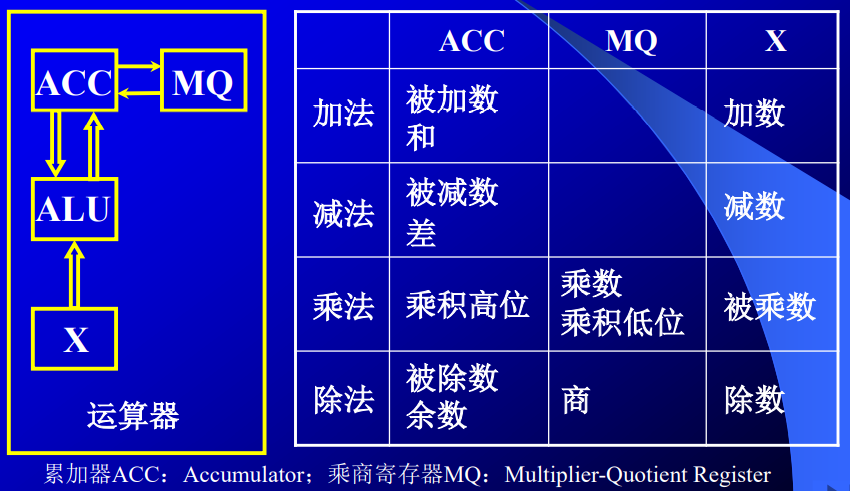 ACC
MQ
ALU
X
运算器
ACC MQ X
加法 被加数 加数
和
减法 被减数 减数
差
乘法 乘积高位 乘数 被乘数
乘积低位
除法 被除数 商 除数
余数
累加器ACC：Accumulator；乘商寄存器MQ：Multiplier-Quotient Register